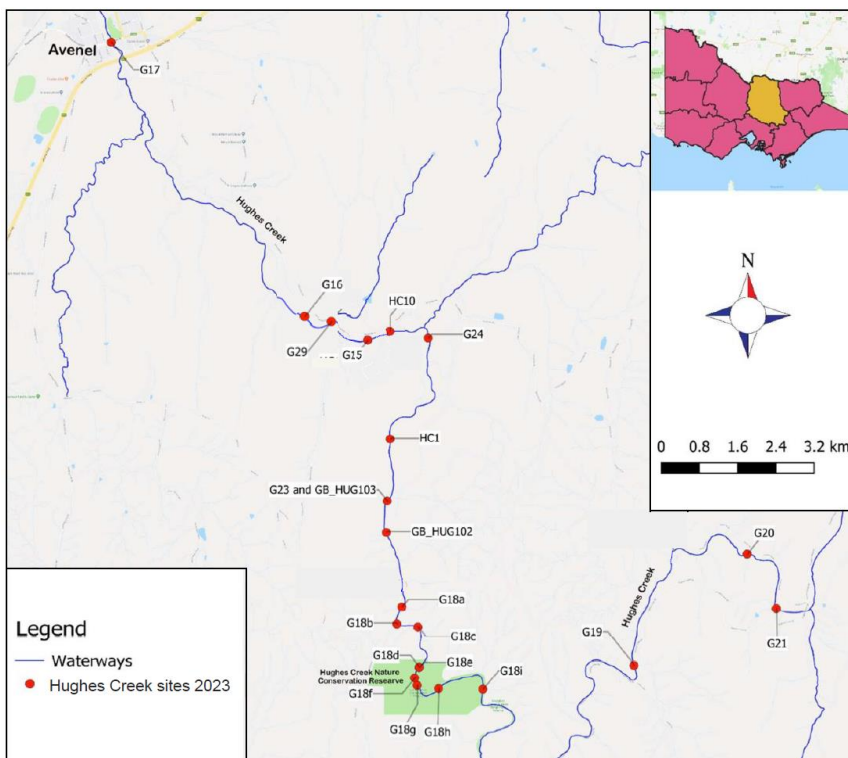 Avenel
G17
Hughes Creek
G16
HC10
G29
G15
G24
HC1
G23 and GB_HUG103
GB_HUG102
G18a
G18b
G18c
G18d
G18e
Hughes Creek Nature
Conservation Researve
G18f
G18i
G18g
G18h
Hughes Creek
G19
G20
G21
N
0 0.8 1.6 2.4 3.2 km
Legend
Waterways
Hughes Creek sites 2023